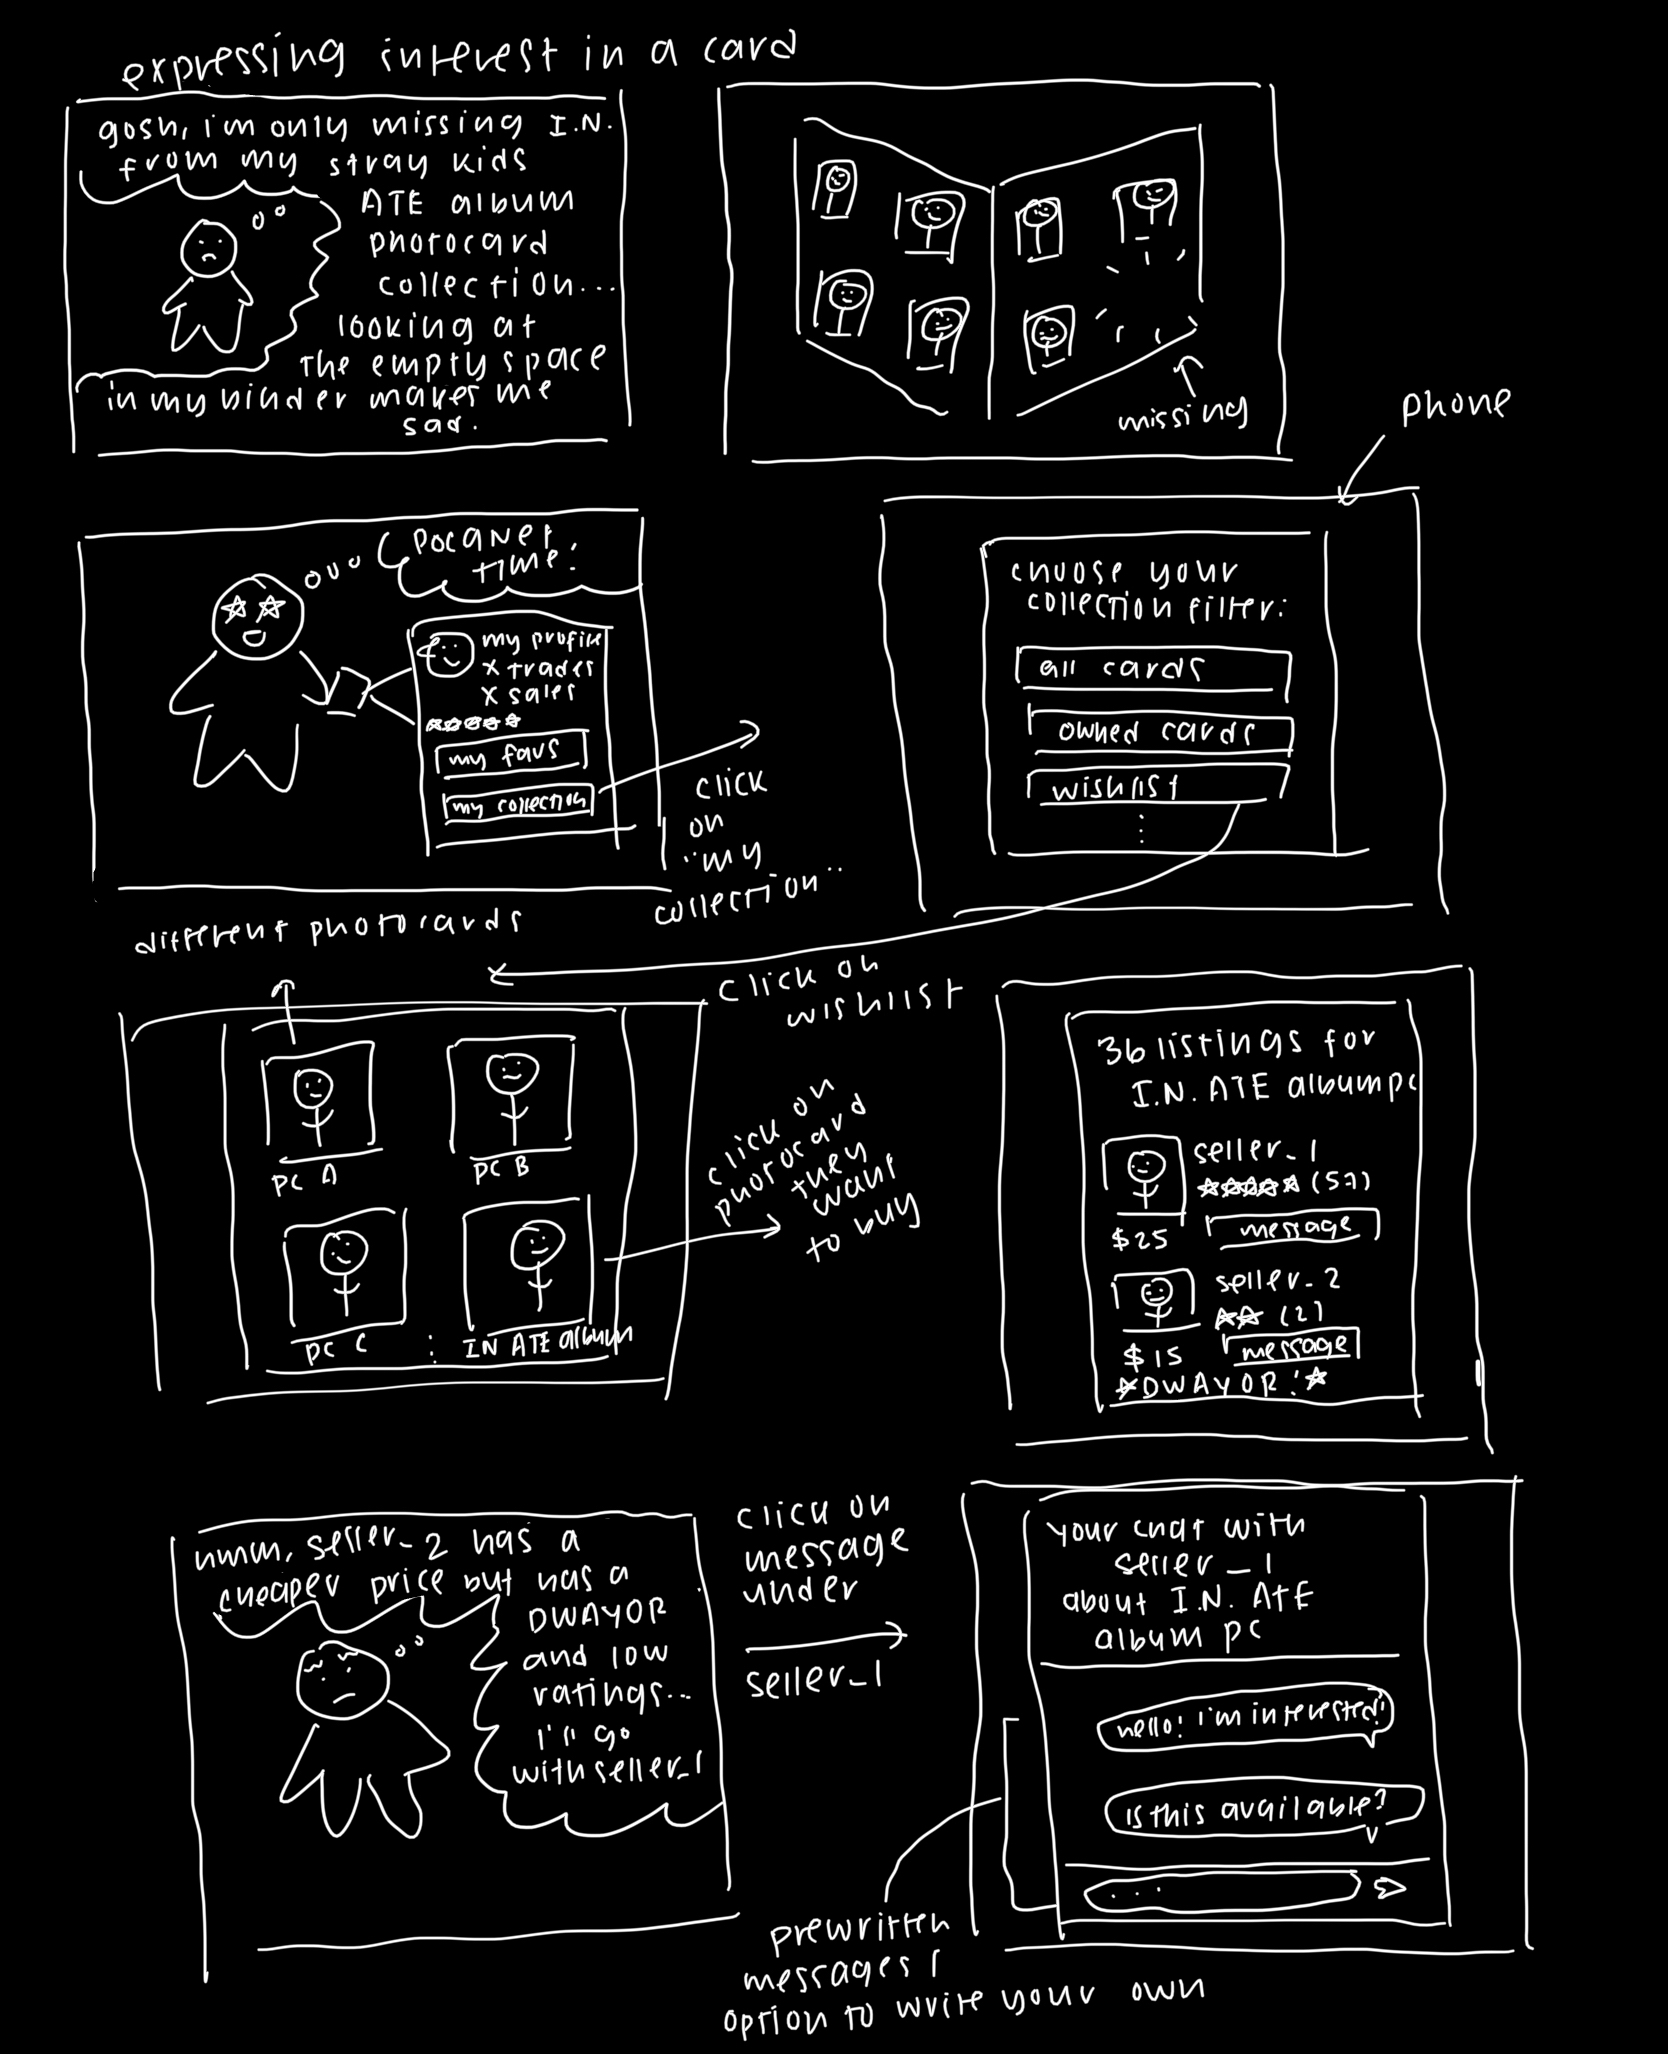 expressing interest in a card
gosh, i'm only missing I.N.
from my stray kids
ATE album
photocard
collection...
looking at
the empty space
in my binder makes me
sad.
missing
phone
POCANET
TIME!
my profile
x trades
x sales
my favs
my collection
click
on
"my
collection"
choose your
collection filter:
all cards
owned cards
wishlist
click on
wishlist
different photocards
PC A
PC B
PC C
IN ATE album
click on
photocard
they
want
to buy
36 listings for
I.N. ATE album pc
seller_1
(57)
$25
message
seller_2
(2)
$15
message
DWAYOR!
hmm, seller_2 has a
cheaper price but has a
DWAYOR
and low
ratings...
i'll go
with seller_1
click on
message
under
seller_1
your chat with
seller_1
about I.N. ATE
album pc
hello! i'm interested!
is this available?
...
prewritten
messages /
option to write your own